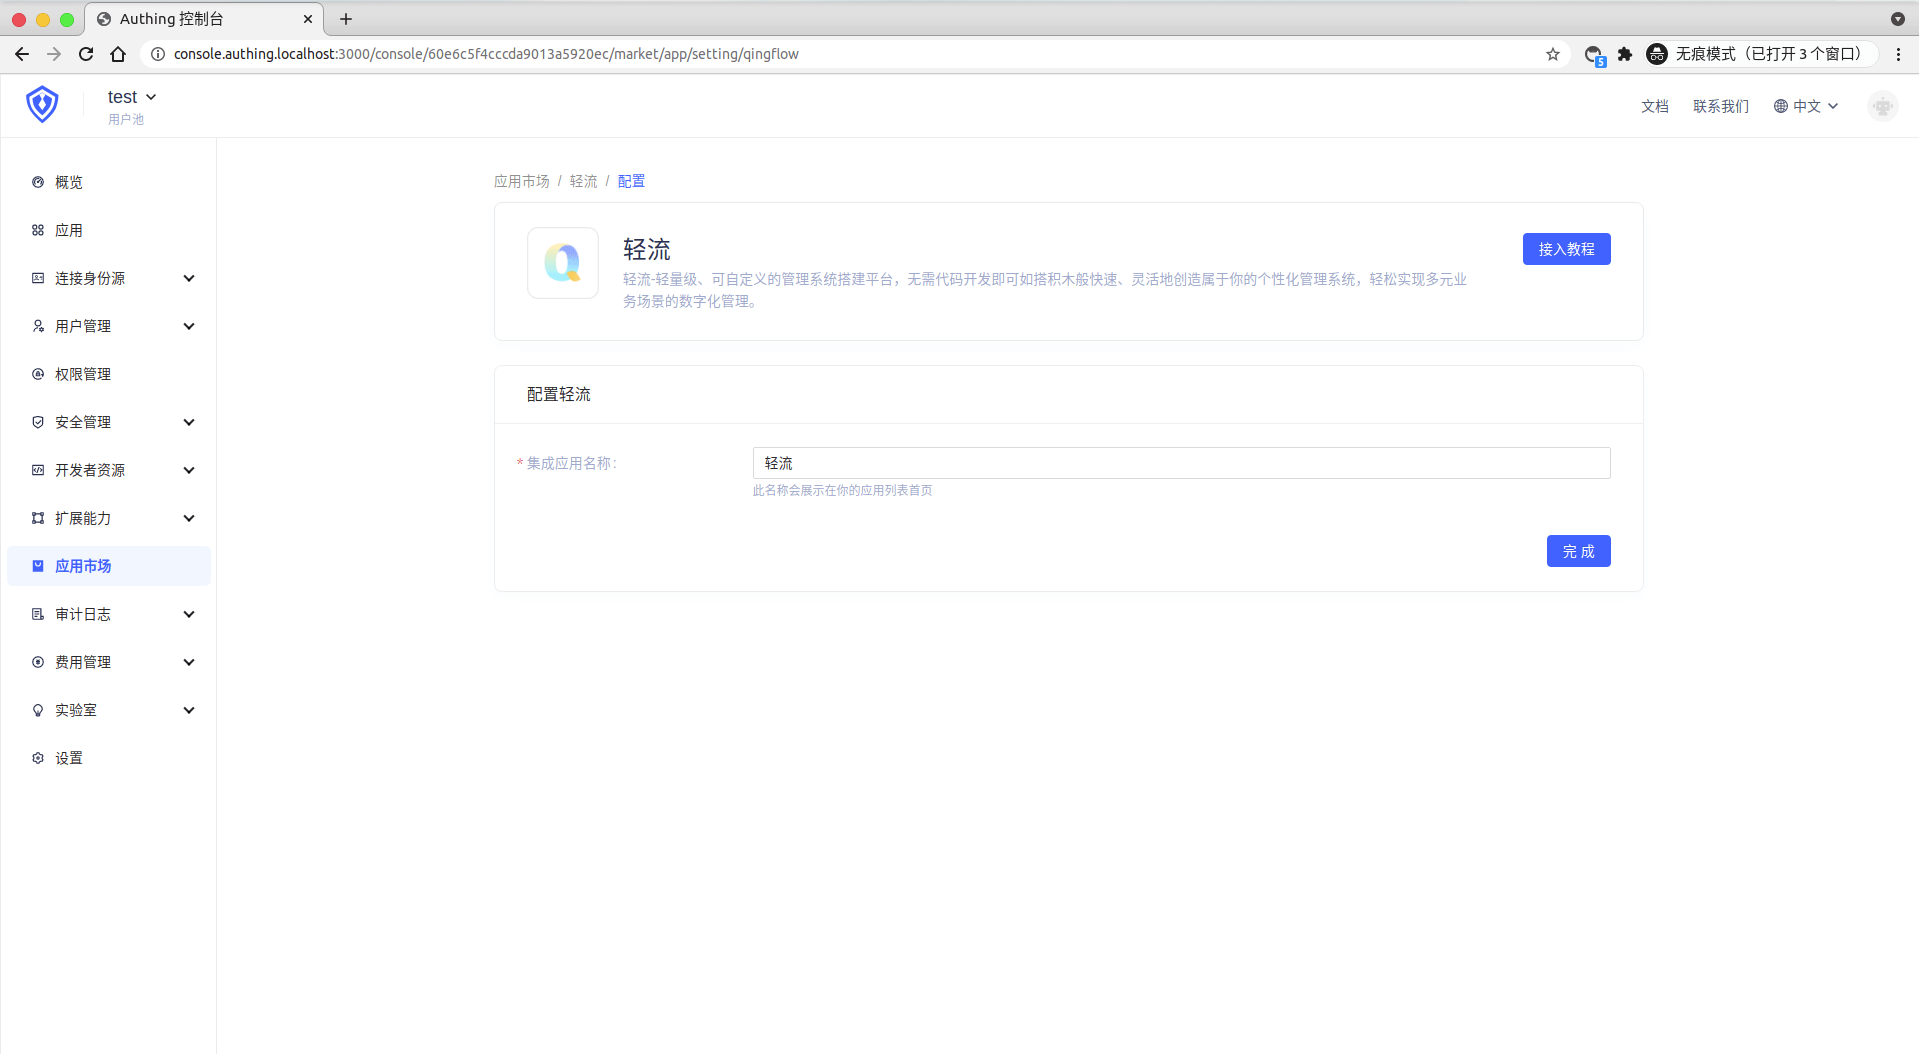 Authing 控制台
console.authing.localhost:3000/console/60e6c5f4cccda9013a5920ec/market/app/setting/qingflow
5
无痕模式（已打开 3 个窗口）
test
用户池
文档
联系我们
中文
概览
应用
连接身份源
用户管理
权限管理
安全管理
开发者资源
扩展能力
应用市场
审计日志
费用管理
实验室
设置
应用市场 / 轻流 / 配置
轻流
接入教程
轻流-轻量级、可自定义的管理系统搭建平台，无需代码开发即可如搭积木般快速、灵活地创造属于你的个性化管理系统，轻松实现多元业
务场景的数字化管理。
配置轻流
* 集成应用名称 :
轻流
此名称会展示在你的应用列表首页
完 成